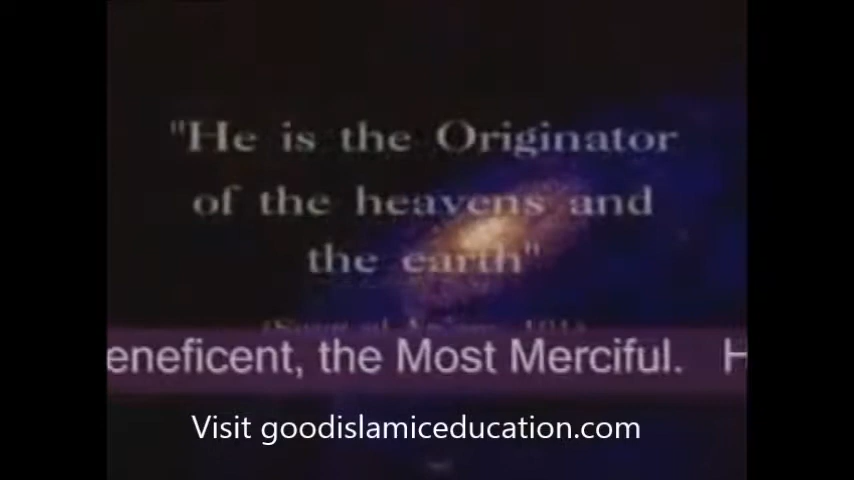 "He is the Originator
of the heavens and
the earth"
eneficent, the Most Merciful. H
Visit goodislamiceducation.com